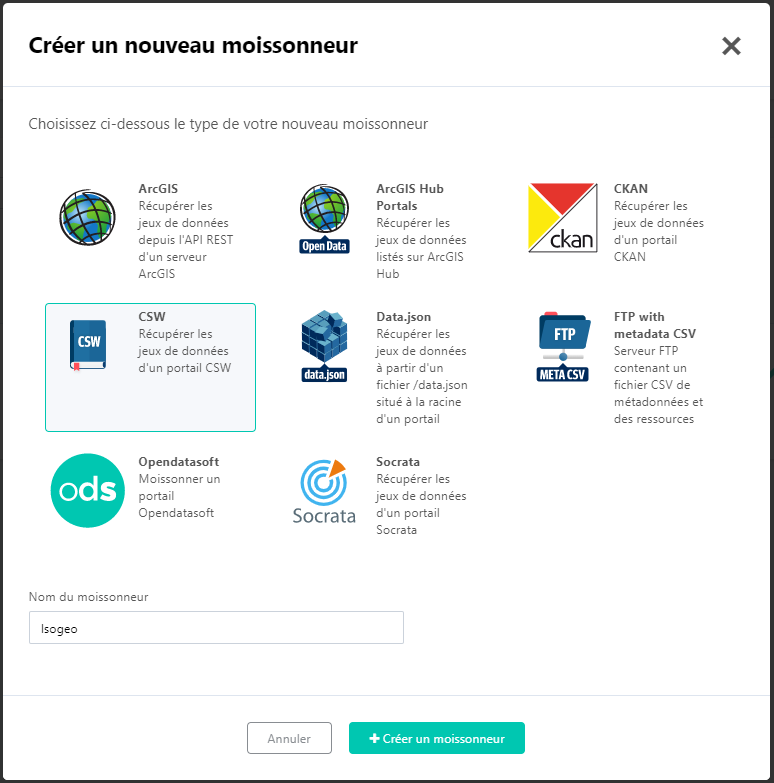 Créer un nouveau moissonneur
Choisissez ci-dessous le type de votre nouveau moissonneur
ArcGIS
Récupérer les
jeux de données
depuis l'API REST
d'un serveur
ArcGIS
Open Data
ArcGIS Hub
Portals
Récupérer les
jeux de données
listés sur ArcGIS
Hub
ckan
CKAN
Récupérer les
jeux de données
d'un portail
CKAN
CSW
CSW
Récupérer les
jeux de données
d'un portail CSW
data.json
Data.json
Récupérer les
jeux de données
à partir d'un
fichier /data.json
situé à la racine
d'un portail
FTP
META CSV
FTP with
metadata CSV
Serveur FTP
contenant un
fichier CSV de
métadonnées et
des ressources
ods
Opendatasoft
Moissonner un
portail
Opendatasoft
Socrata
Socrata
Récupérer les
jeux de données
d'un portail
Socrata
Nom du moissonneur
Isogeo
Annuler
Créer un moissonneur